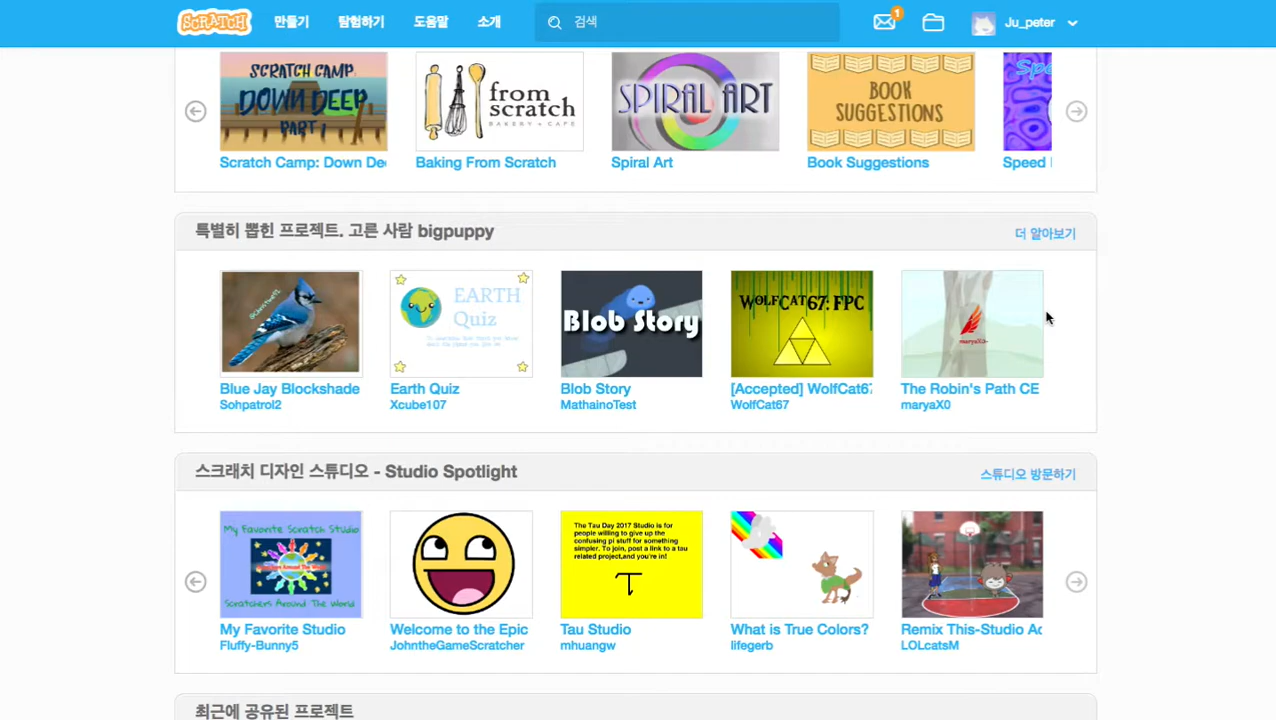 SCRATCH 만들기 탐험하기 도움말 소개 검색 1 Ju_peter
SCRATCH CAMP
DOWN DEEP
PART 1
from
scratch
BAKERY + CAFE
SPIRAL ART
BOOK
SUGGESTIONS
Spe
Scratch Camp: Down Dee
Baking From Scratch
Spiral Art
Book Suggestions
Speed
특별히 뽑힌 프로젝트. 고른 사람 bigpuppy
더 알아보기
EARTH
Quiz
Blob Story
WOLFCAT67: FPC
maryaX0
Blue Jay Blockshade
Sohpatrol2
Earth Quiz
Xcube107
Blob Story
MathainoTest
[Accepted] WolfCat67
WolfCat67
The Robin's Path CE
maryaX0
스크래치 디자인 스튜디오 - Studio Spotlight
스튜디오 방문하기
My Favorite Scratch Studio
Scratchers Around The World
The Tau Day 2017 Studio is for
people willing to give up the
confusing pi stuff for something
simpler. To join, post a link to a tau
related project,and you're in!
My Favorite Studio
Fluffy-Bunny5
Welcome to the Epic
JohntheGameScratcher
Tau Studio
mhuangw
What is True Colors?
lifegerb
Remix This-Studio Ad
LOLcatsM
최근에 공유된 프로젝트